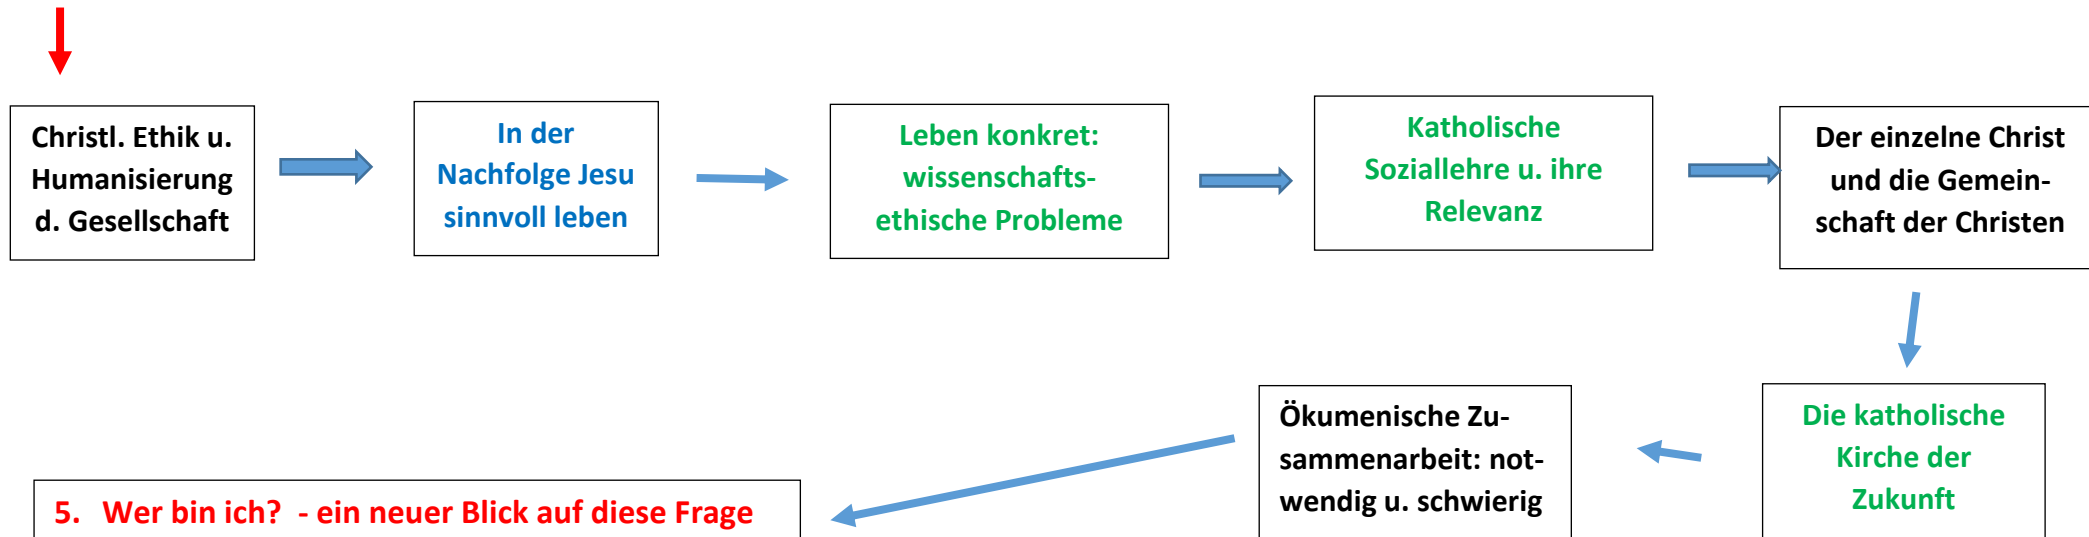 Christl. Ethik u.
Humanisierung
d. Gesellschaft
In der
Nachfolge Jesu
sinnvoll leben
Leben konkret:
wissenschafts-
ethische Probleme
Katholische
Soziallehre u. ihre
Relevanz
Der einzelne Christ
und die Gemein-
schaft der Christen
Die katholische
Kirche der
Zukunft
Ökumenische Zu-
sammenarbeit: not-
wendig u. schwierig
5. Wer bin ich? - ein neuer Blick auf diese Frage